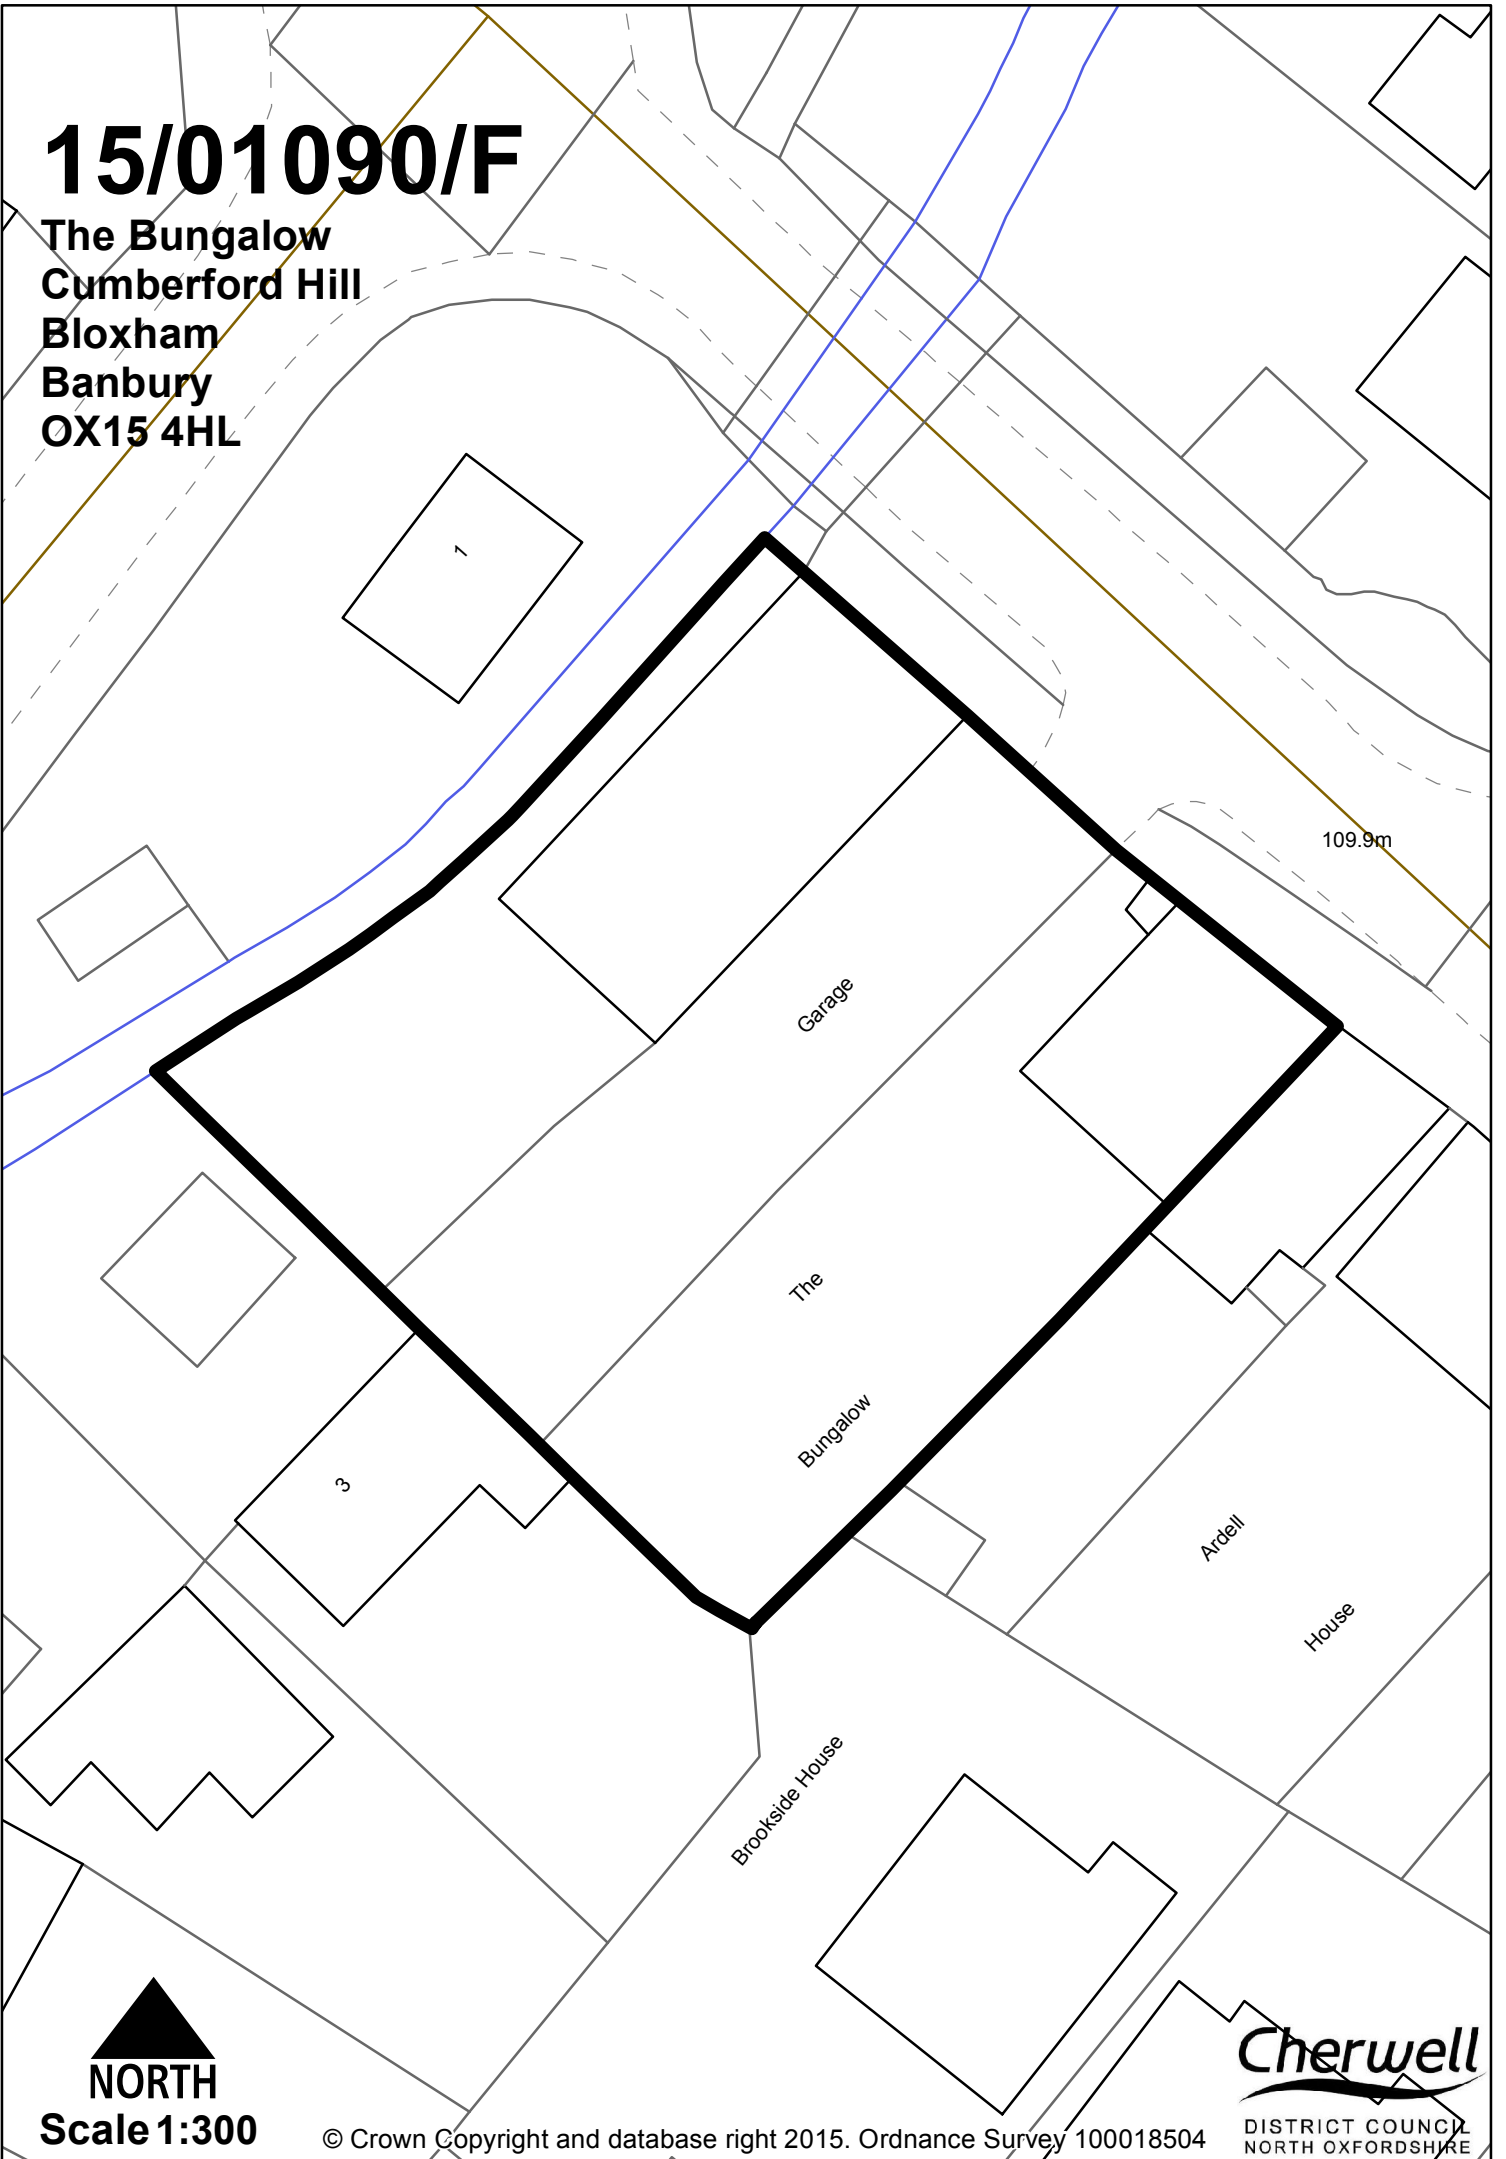 15/01090/F
The Bungalow
Cumberford Hill
Bloxham
Banbury
OX15 4HL
1
109.9m
Garage
The
Bungalow
3
Ardell
House
Brookside House
NORTH
Scale 1:300
© Crown Copyright and database right 2015. Ordnance Survey 100018504
Cherwell
DISTRICT COUNCIL
NORTH OXFORDSHIRE